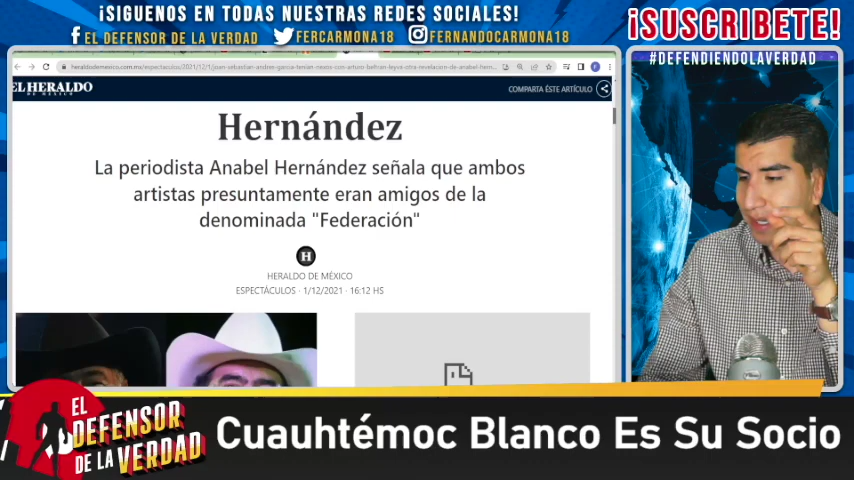 ¡SIGUENOS EN TODAS NUESTRAS REDES SOCIALES!
EL DEFENSOR DE LA VERDAD FERCARMONA18 FERNANDOCARMONA18
¡SUSCRIBETE!
#DEFENDIENDOLAVERDAD
EL HERALDO
DE MÉXICO
COMPARTA ÉSTE ARTÍCULO
Hernández
La periodista Anabel Hernández señala que ambos
artistas presuntamente eran amigos de la
denominada "Federación"
H
HERALDO DE MÉXICO
ESPECTÁCULOS · 1/12/2021 · 16:12 HS
EL
DEFENSOR
DE LA VERDAD
Cuauhtémoc Blanco Es Su Socio